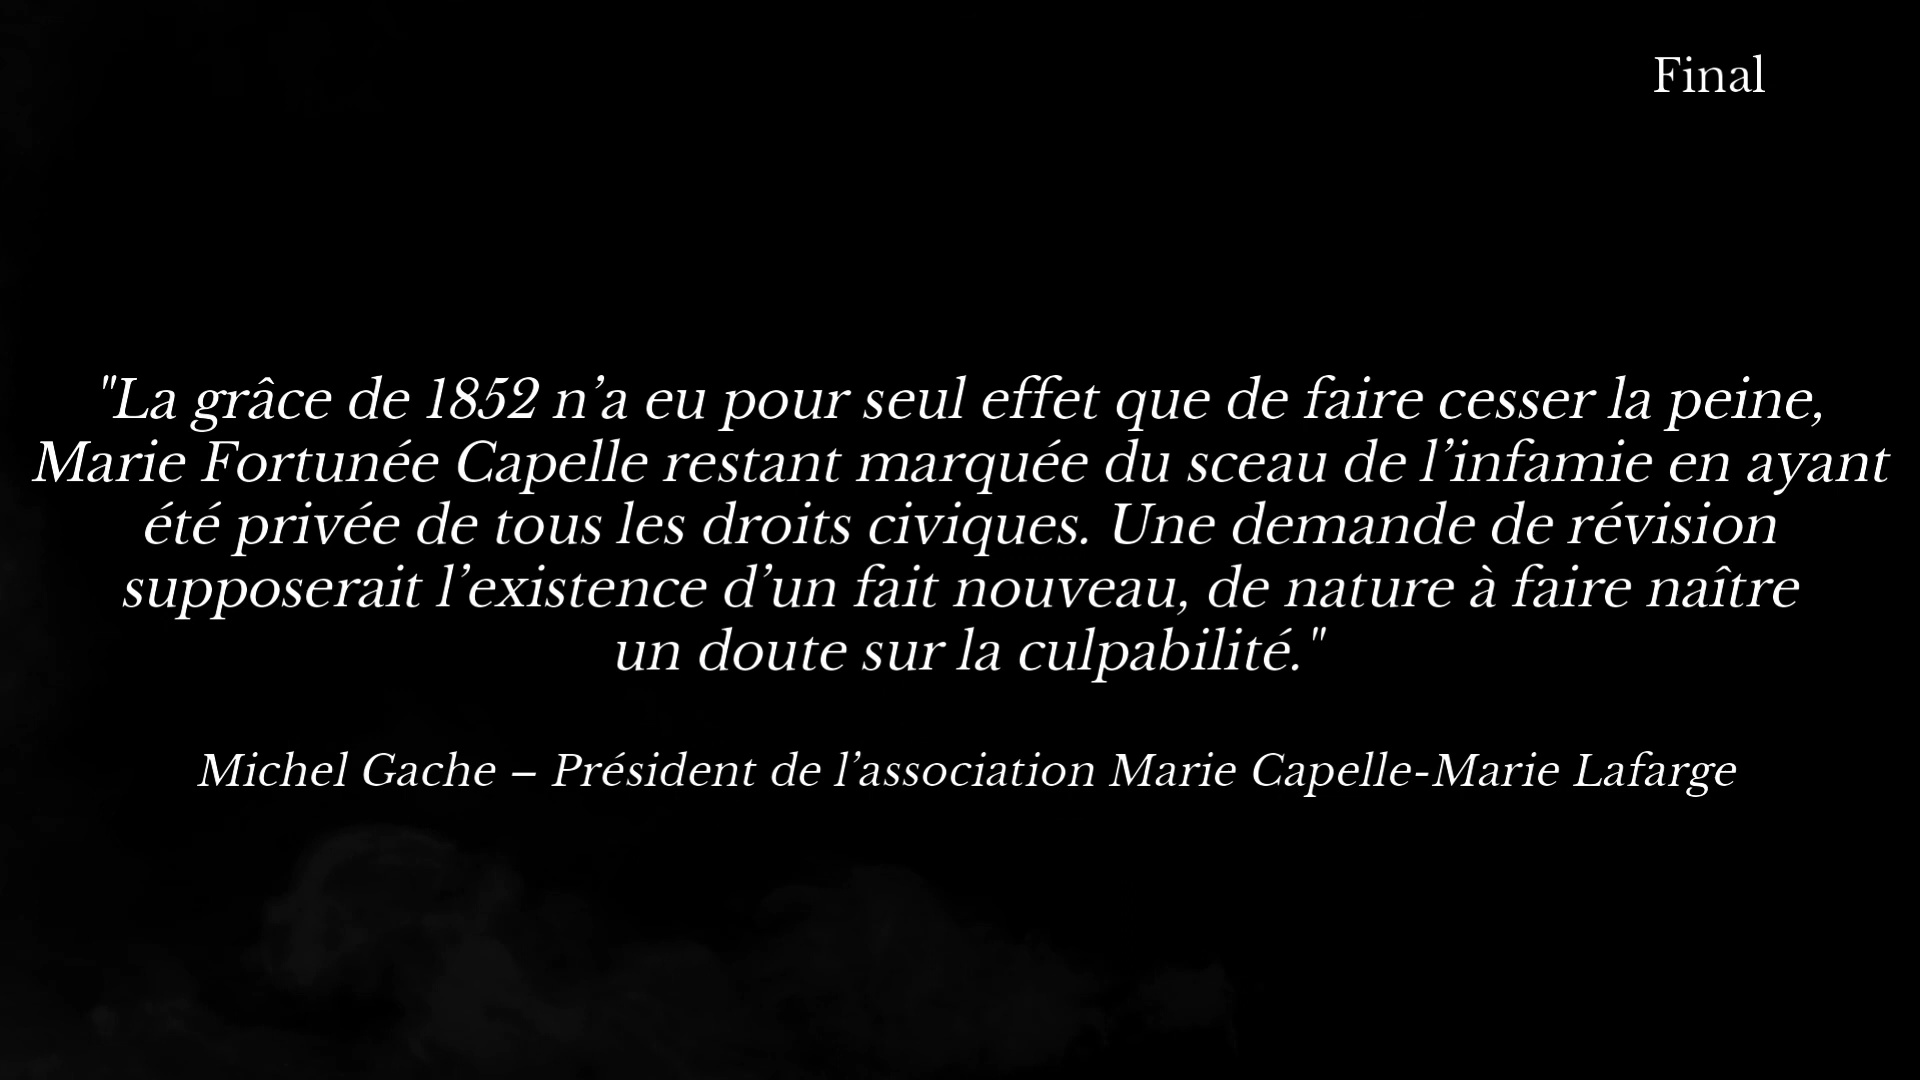 Final
"La grâce de 1852 n’a eu pour seul effet que de faire cesser la peine,
Marie Fortunée Capelle restant marquée du sceau de l’infamie en ayant
été privée de tous les droits civiques. Une demande de révision
supposerait l’existence d’un fait nouveau, de nature à faire naître
un doute sur la culpabilité."
Michel Gache – Président de l’association Marie Capelle-Marie Lafarge